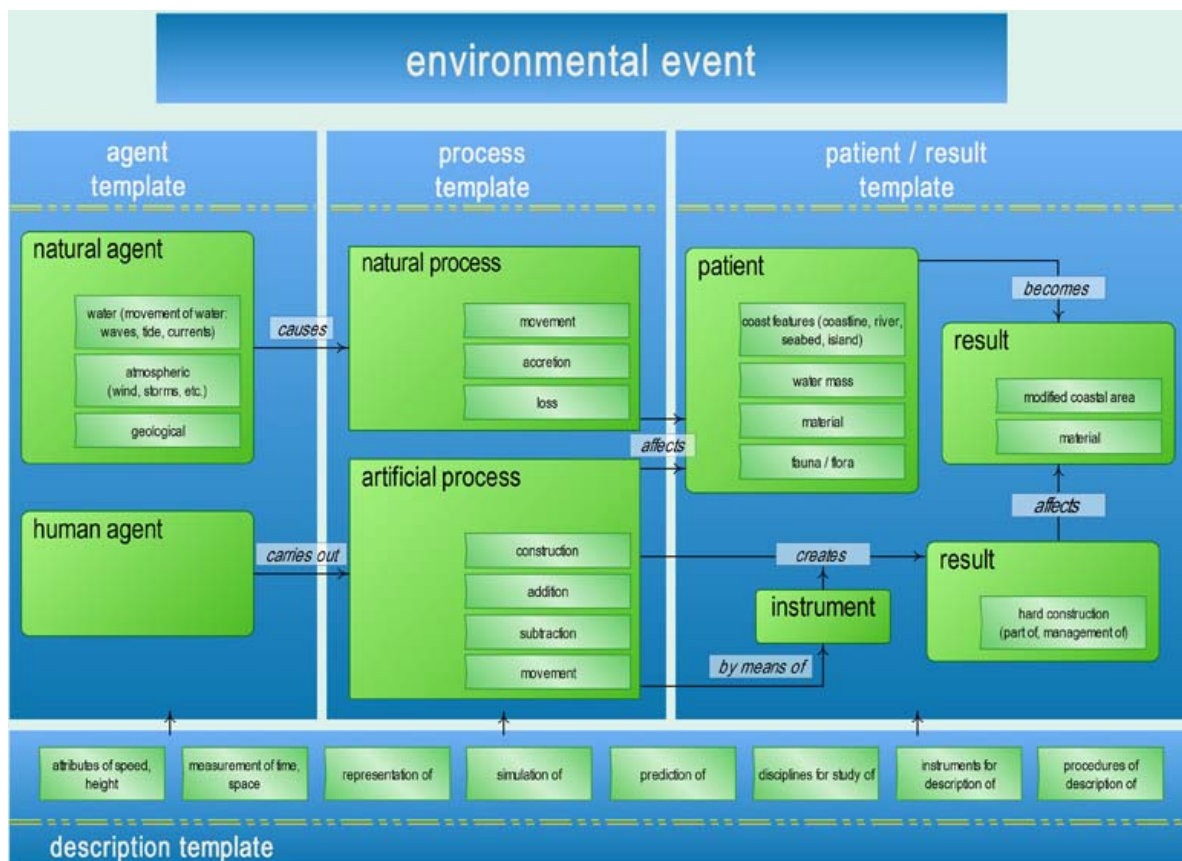 environmental event
agent
template
process
template
patient / result
template
natural agent
water (movement of water:
waves, tide, currents)
atmospheric
(wind, storms, etc.)
geological
causes
natural process
movement
accretion
loss
affects
patient
coast features (coastline, river,
seabed, island)
water mass
material
fauna / flora
becomes
result
modified coastal area
material
affects
human agent
carries out
artificial process
construction
addition
subtraction
movement
creates
instrument
by means of
result
hard construction
(part of, management of)
attributes of speed,
height
measurement of time,
space
representation of
simulation of
prediction of
disciplines for study of
instruments for
description of
procedures of
description of
description template